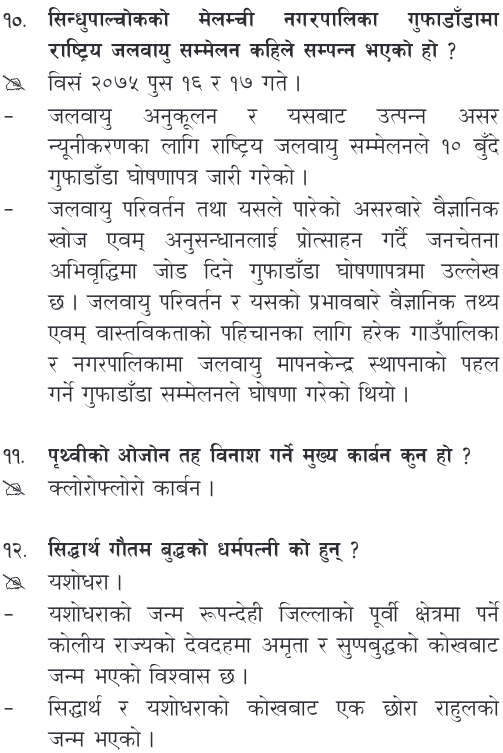 १०. सिन्धुपाल्चोकको मेलम्ची नगरपालिका गुफाडाँडामा
राष्ट्रिय जलवायु सम्मेलन कहिले सम्पन्न भएको हो ?
विसं २०७५ पुस १६ र १७ गते ।
- जलवायु अनुकूलन र यसबाट उत्पन्न असर
न्यूनीकरणका लागि राष्ट्रिय जलवायु सम्मेलनले १० बुँदे
गुफाडाँडा घोषणापत्र जारी गरेको ।
- जलवायु परिवर्तन तथा यसले पारेको असरबारे वैज्ञानिक
खोज एवम् अनुसन्धानलाई प्रोत्साहन गर्दै जनचेतना
अभिवृद्धिमा जोड दिने गुफाडाँडा घोषणापत्रमा उल्लेख
छ । जलवायु परिवर्तन र यसको प्रभावबारे वैज्ञानिक तथ्य
एवम् वास्तविकताको पहिचानका लागि हरेक गाउँपालिका
र नगरपालिकामा जलवायु मापनकेन्द्र स्थापनाको पहल
गर्ने गुफाडाँडा सम्मेलनले घोषणा गरेको थियो ।
११. पृथ्वीको ओजोन तह विनाश गर्ने मुख्य कार्बन कुन हो ?
क्लोरोफ्लोरो कार्बन ।
१२. सिद्धार्थ गौतम बुद्धको धर्मपत्नी को हुन् ?
यशोधरा ।
- यशोधराको जन्म रूपन्देही जिल्लाको पूर्वी क्षेत्रमा पर्ने
कोलीय राज्यको देवदहमा अमृता र सुप्पबुद्धको कोखबाट
जन्म भएको विश्वास छ ।
- सिद्धार्थ र यशोधराको कोखबाट एक छोरा राहुलको
जन्म भएको ।